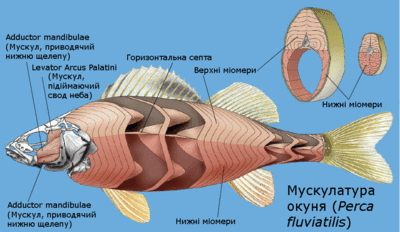 Adductor mandibulae
(Мускул, приводячий
нижню щелепу)
Levator Arcus Palatini
(Мускул,
підіймаючий
свод неба)
Горизонтальна септа
Верхні міомери
Нижні міомери
Adductor mandibulae
(Мускул, приводячий
нижню щелепу)
Нижні міомери
Мускулатура
окуня (Perca
fluviatilis)